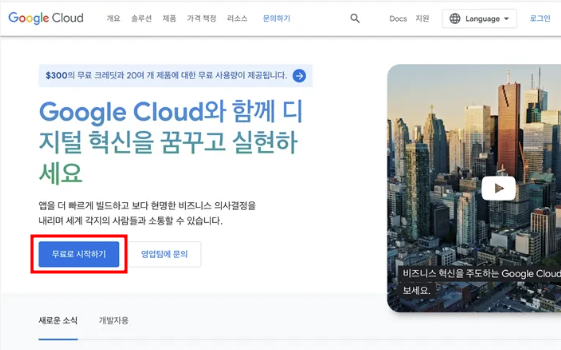 Google Cloud 개요 솔루션 제품 가격 책정 리소스 문의하기 Docs 지원 Language 로그인
$300의 무료 크레딧과 20여 개 제품에 대한 무료 사용량이 제공됩니다.
Google Cloud와 함께 디
지털 혁신을 꿈꾸고 실현하
세요
앱을 더 빠르게 빌드하고 보다 현명한 비즈니스 의사결정을
내리며 세계 각지의 사람들과 소통할 수 있습니다.
무료로 시작하기 영업팀에 문의
비즈니스 혁신을 주도하는 Google Cloud
보세요.
새로운 소식 개발자용